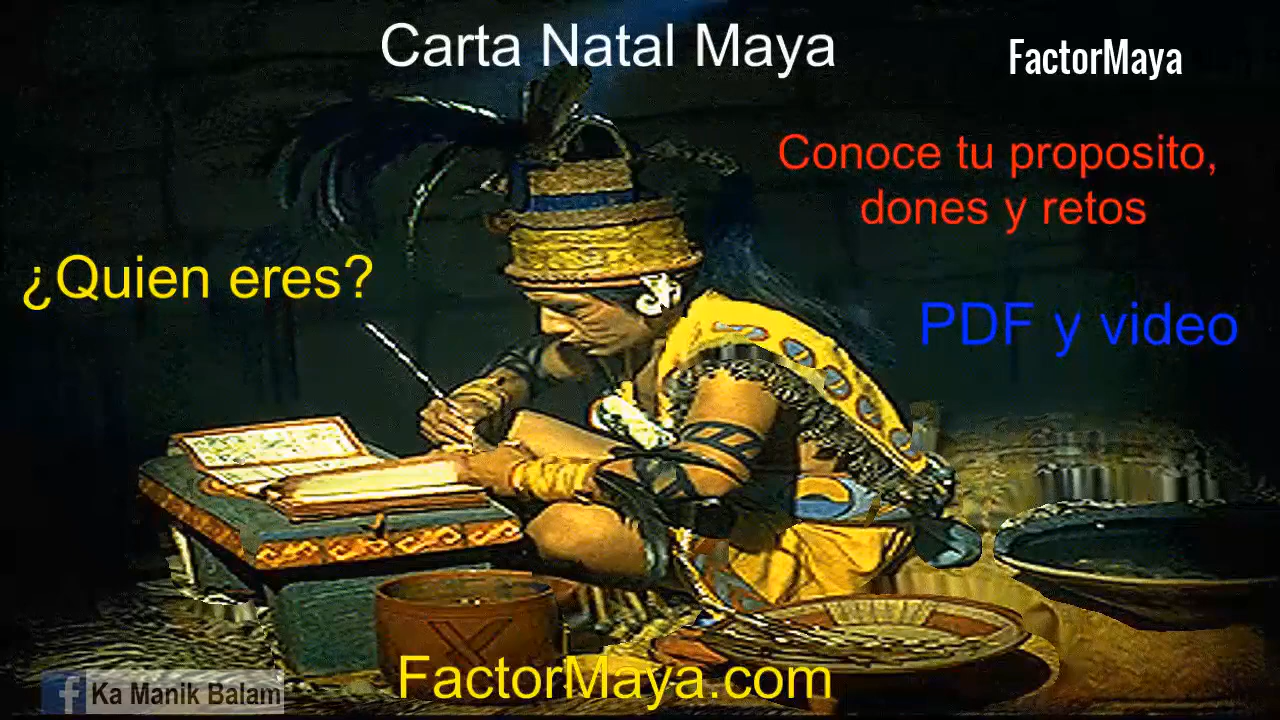 Carta Natal Maya
FactorMaya
Conoce tu proposito,
dones y retos
¿Quien eres?
PDF y video
FactorMaya.com
f Ka Manik Balam